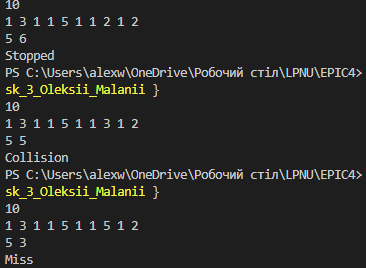 10
1 3 1 1 5 1 1 2 1 2
5 6
Stopped
PS C:\Users\alexw\OneDrive\Робочий стіл\LPNU\EPIC4>
sk_3_Oleksii_Malanii }
10
1 3 1 1 5 1 1 3 1 2
5 5
Collision
PS C:\Users\alexw\OneDrive\Робочий стіл\LPNU\EPIC4>
sk_3_Oleksii_Malanii }
10
1 3 1 1 5 1 1 5 1 2
5 3
Miss